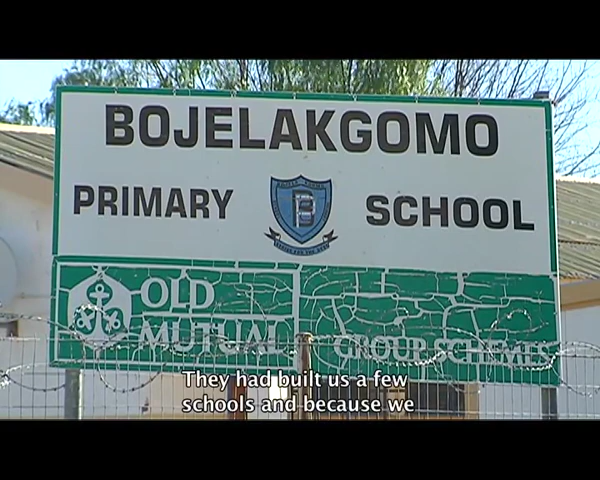 BOJELAKGOMO
PRIMARY SCHOOL
OLD
MUTUAL GROUP SCHEMES
They had built us a few
schools and because we